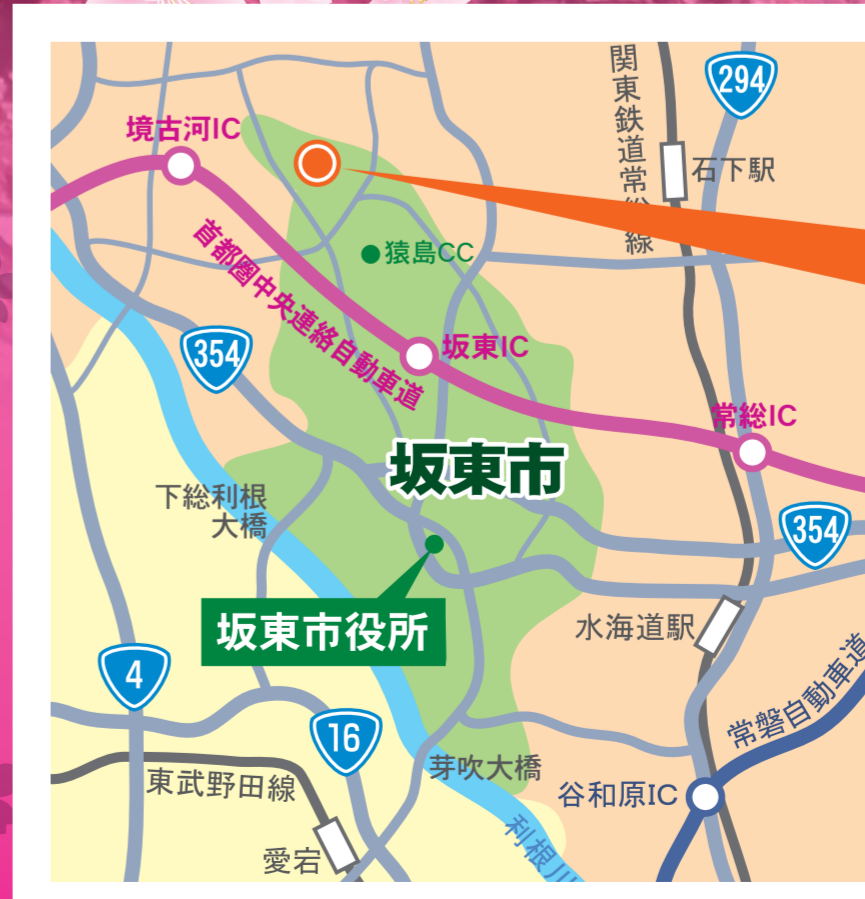 関東鉄道常総線
294
境古河IC
石下駅
猿島CC
首都圏中央連絡自動車道
坂東IC
354
常総IC
坂東市
下総利根
大橋
354
坂東市役所
水海道駅
4
常磐自動車道
16
芽吹大橋
東武野田線
谷和原IC
利根川
愛宕